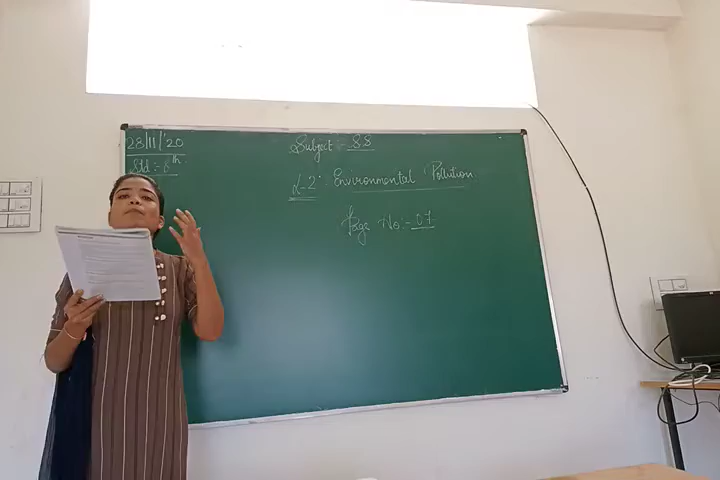 28/11/'20
Std :- 8th
Subject :- SS
L-2 : Environmental Pollution
Page No :- 07